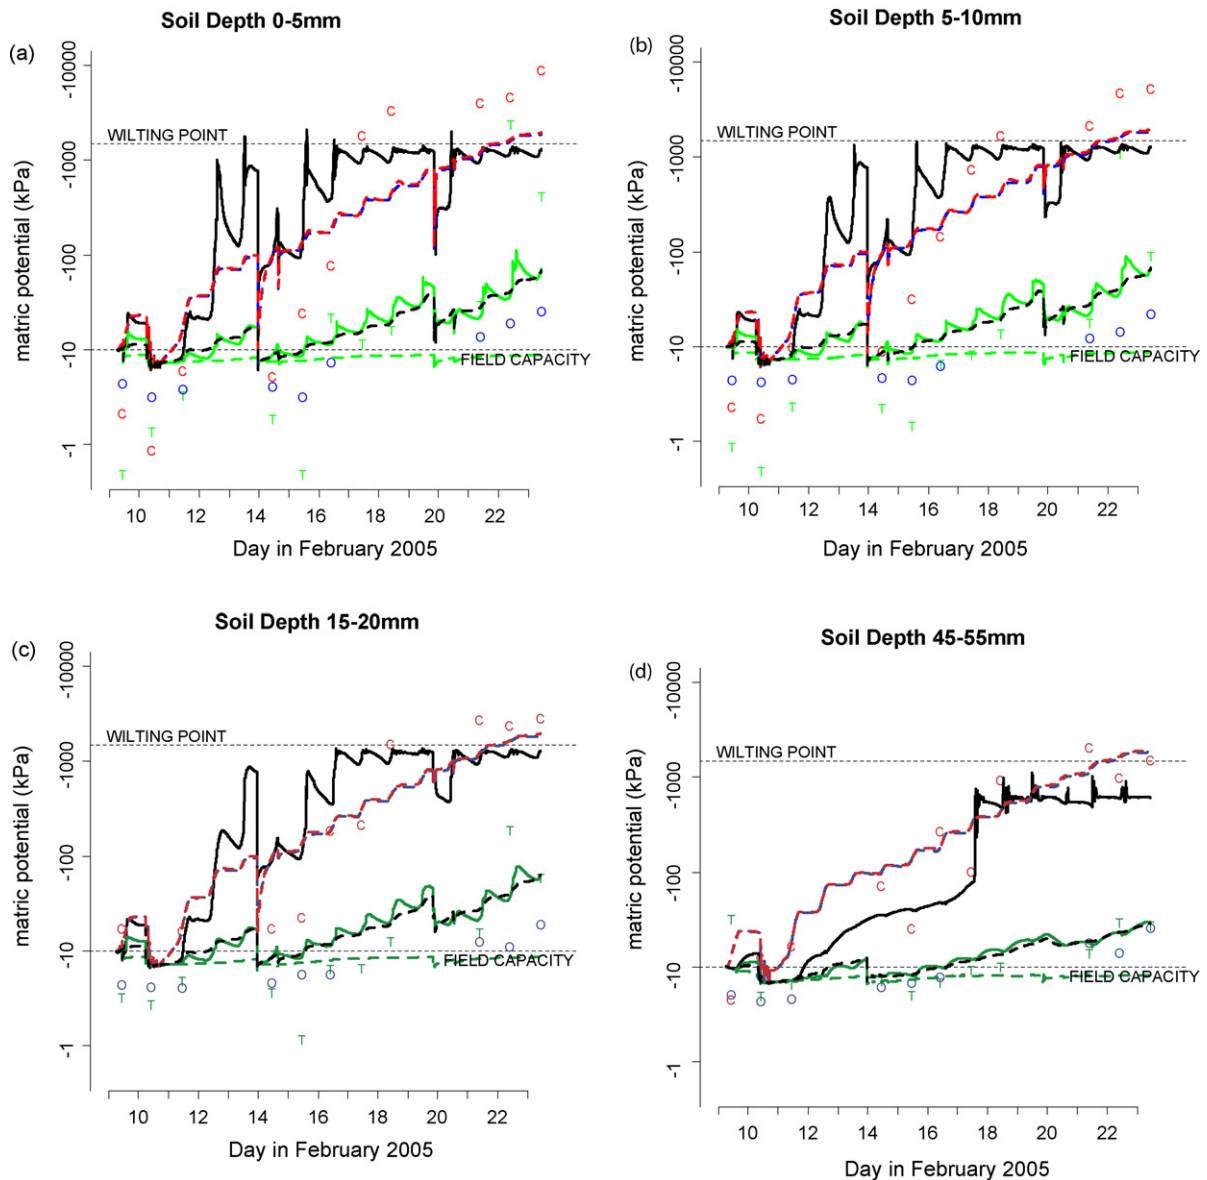 Soil Depth 0-5mm
(a)
-10000
-1000
-100
-10
-1
matric potential (kPa)
WILTING POINT
FIELD CAPACITY
C
C
C
C
C
C
C
C
C
C
C
C
T
T
T
T
T
T
T
T
T
T
T
O
O
O
O
O
O
O
O
O
10 12 14 16 18 20 22
Day in February 2005
Soil Depth 5-10mm
(b)
-10000
-1000
-100
-10
-1
matric potential (kPa)
WILTING POINT
FIELD CAPACITY
10 12 14 16 18 20 22
Day in February 2005
Soil Depth 15-20mm
(c)
-10000
-1000
-100
-10
-1
matric potential (kPa)
WILTING POINT
FIELD CAPACITY
10 12 14 16 18 20 22
Day in February 2005
Soil Depth 45-55mm
(d)
-10000
-1000
-100
-10
-1
matric potential (kPa)
WILTING POINT
FIELD CAPACITY
10 12 14 16 18 20 22
Day in February 2005